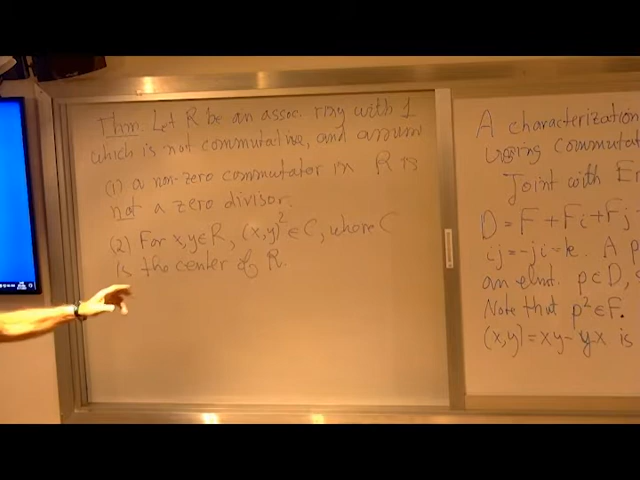 Thm. Let R be an assoc. ring with 1
which is not commutative, and assume
(1) a non-zero commutator in R is
not a zero divisor.
(2) For x,y∈R, (x,y)² ∈ C, where C
is the center of R.
A characterization
using commutat
Joint with Er
D = F + Fi + Fj
ij = -ji = k. A p
an elmt. p∈D,
Note that p²∈F.
(x,y) = xy - yx is